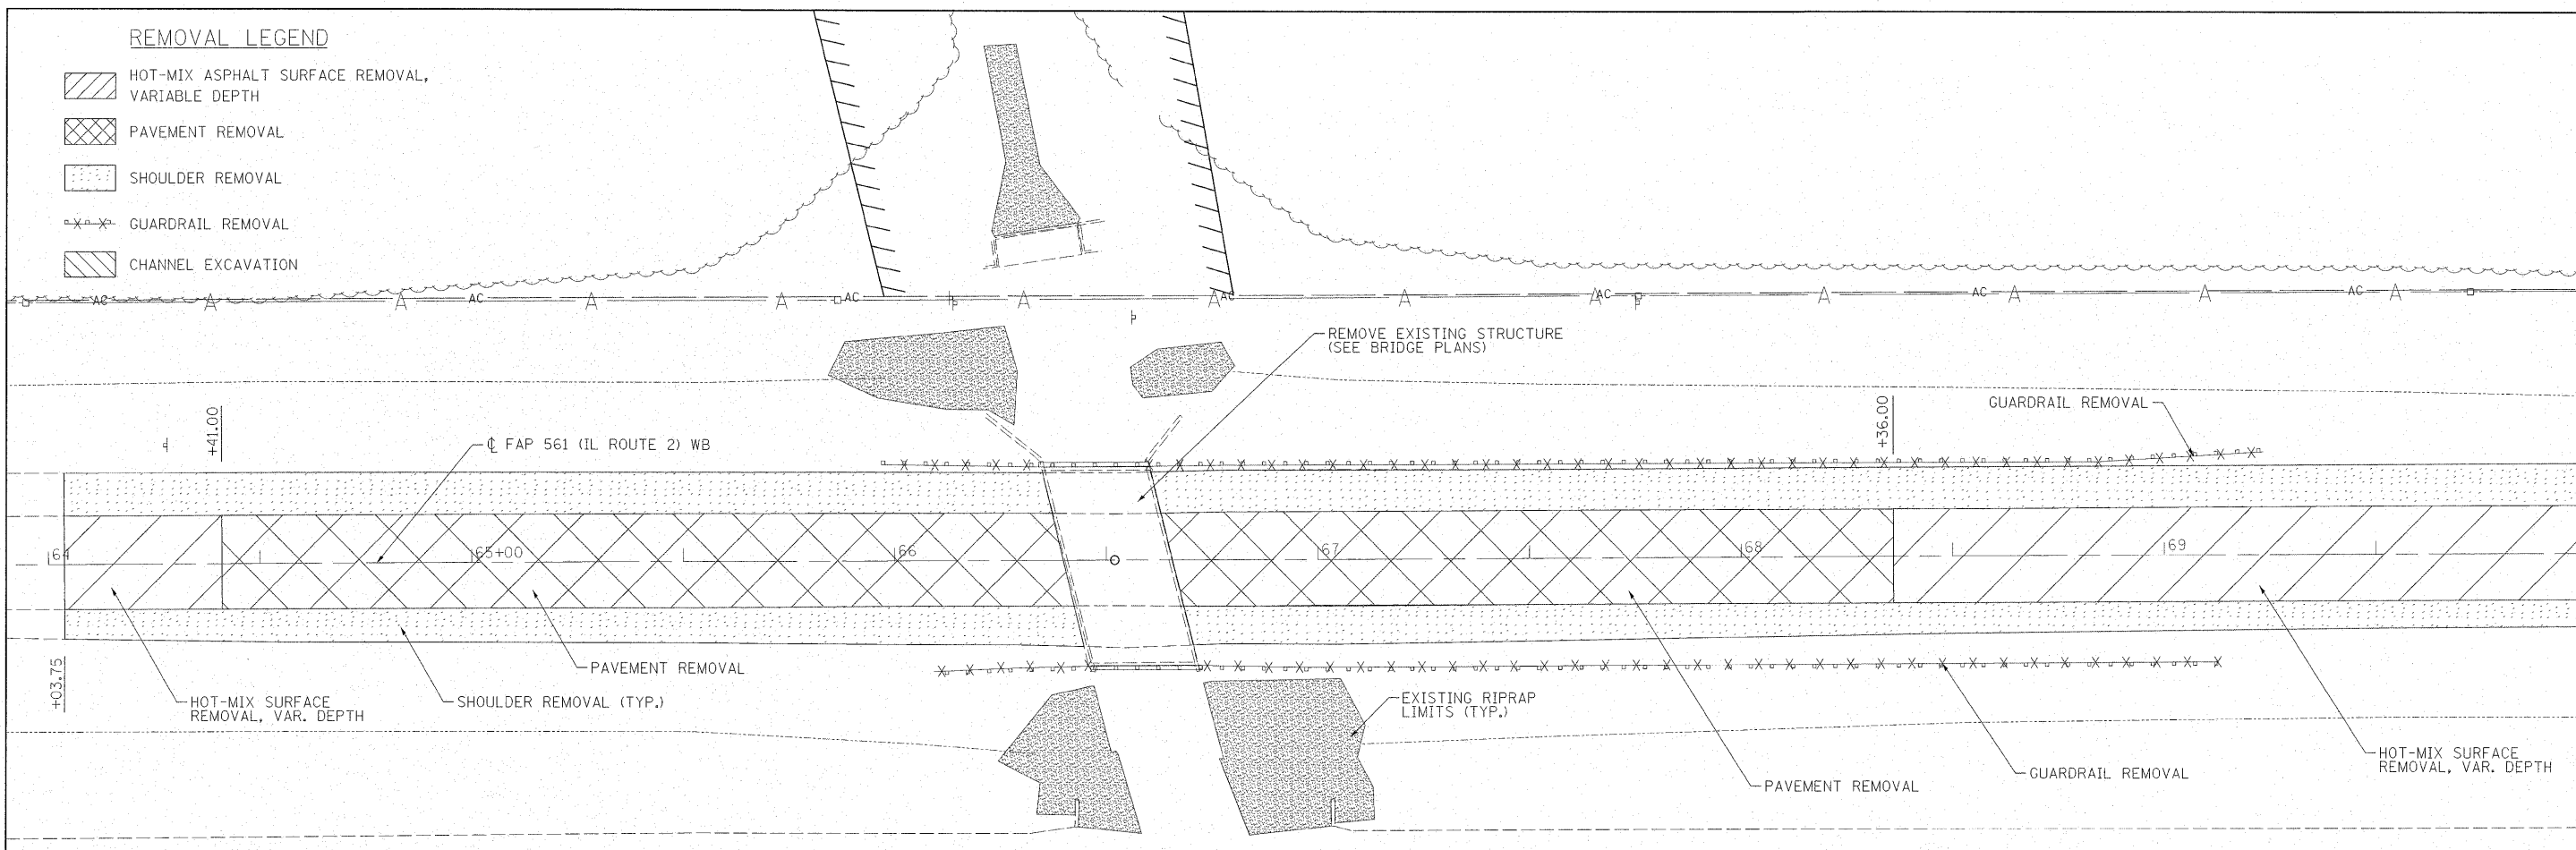 REMOVAL LEGEND
HOT-MIX ASPHALT SURFACE REMOVAL,
VARIABLE DEPTH
PAVEMENT REMOVAL
SHOULDER REMOVAL
GUARDRAIL REMOVAL
CHANNEL EXCAVATION
AC
AC
AC
AC
AC
AC
AC
REMOVE EXISTING STRUCTURE
(SEE BRIDGE PLANS)
+41.00
℄ FAP 561 (IL ROUTE 2) WB
+36.00
GUARDRAIL REMOVAL
64
65+00
66
67
68
69
+03.75
HOT-MIX SURFACE
REMOVAL, VAR. DEPTH
SHOULDER REMOVAL (TYP.)
PAVEMENT REMOVAL
EXISTING RIPRAP
LIMITS (TYP.)
PAVEMENT REMOVAL
GUARDRAIL REMOVAL
HOT-MIX SURFACE
REMOVAL, VAR. DEPTH